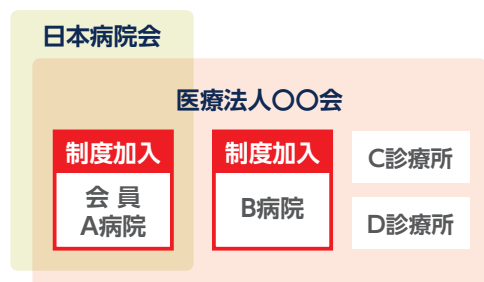 日本病院会
医療法人〇〇会
制度加入
会 員
A病院
制度加入
B病院
C診療所
D診療所